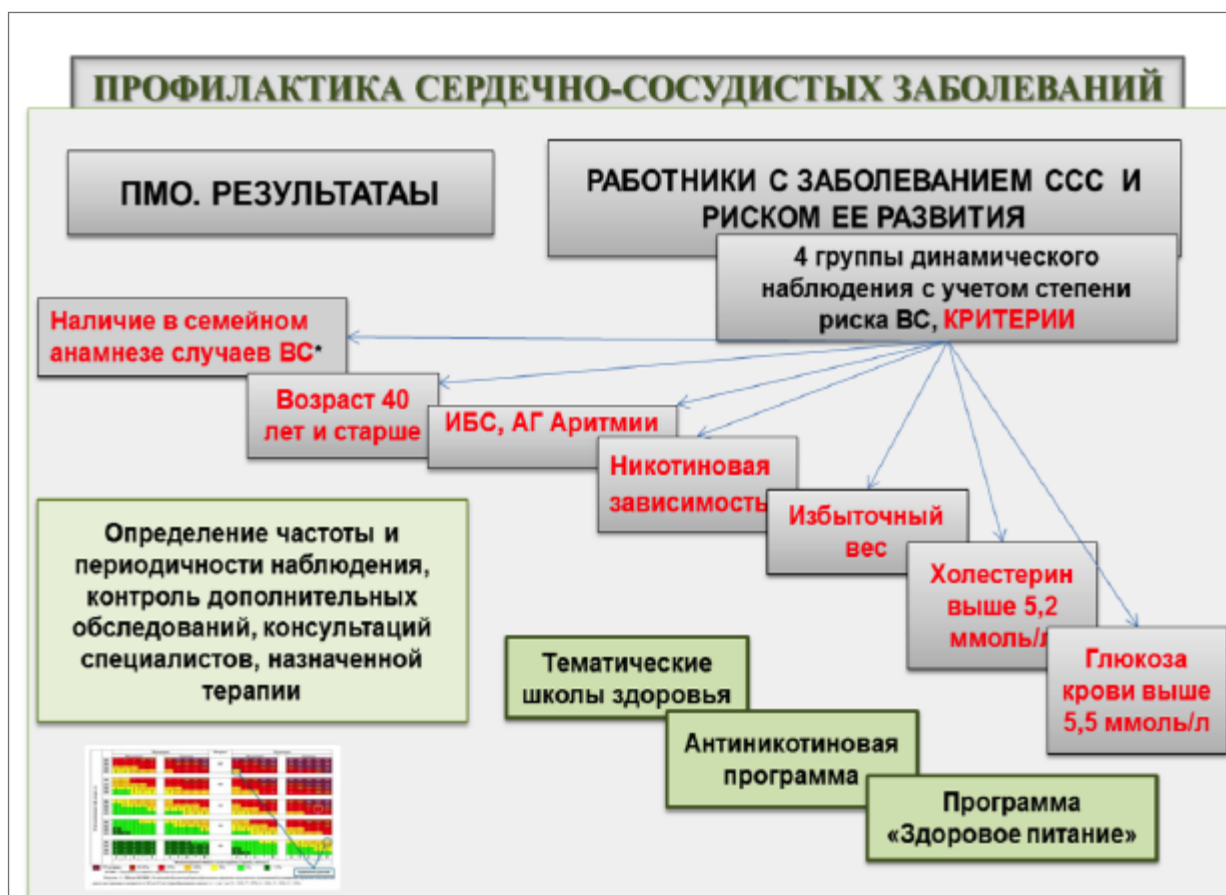 ПРОФИЛАКТИКА СЕРДЕЧНО-СОСУДИСТЫХ ЗАБОЛЕВАНИЙ
ПМО. РЕЗУЛЬТАТАЫ
РАБОТНИКИ С ЗАБОЛЕВАНИЕМ ССС И
РИСКОМ ЕЕ РАЗВИТИЯ
4 группы динамического
наблюдения с учетом степени
риска ВС, КРИТЕРИИ
Наличие в семейном
анамнезе случаев ВС*
Возраст 40
лет и старше
ИБС, АГ Аритмии
Никотиновая
зависимость
Избыточный
вес
Холестерин
выше 5,2
ммоль/л
Глюкоза
крови выше
5,5 ммоль/л
Определение частоты и
периодичности наблюдения,
контроль дополнительных
обследований, консультаций
специалистов, назначенной
терапии
Тематические
школы здоровья
Антиникотиновая
программа
Программа
«Здоровое питание»